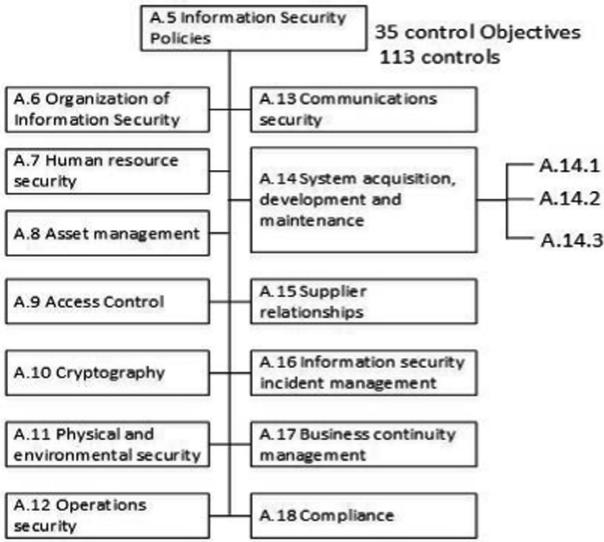 A.5 Information Security
Policies
35 control Objectives
113 controls
A.6 Organization of
Information Security
A.13 Communications
security
A.7 Human resource
security
A.14 System acquisition,
development and
maintenance
A.14.1
A.14.2
A.14.3
A.8 Asset management
A.9 Access Control
A.15 Supplier
relationships
A.10 Cryptography
A.16 Information security
incident management
A.11 Physical and
environmental security
A.17 Business continuity
management
A.12 Operations
security
A.18 Compliance